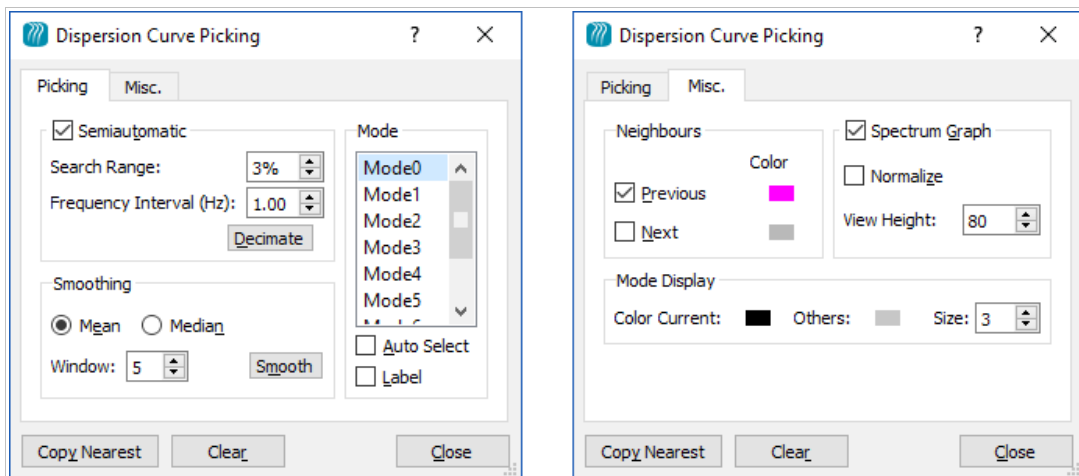 Dispersion Curve Picking ?
Picking Misc.
Semiautomatic
Search Range: 3%
Frequency Interval (Hz): 1.00
Decimate
Smoothing
Mean Median
Window: 5 Smooth
Mode
Mode0
Mode1
Mode2
Mode3
Mode4
Mode5
Auto Select
Label
Copy Nearest Clear Close
Dispersion Curve Picking ?
Picking Misc.
Neighbours
Color
Previous
Next
Spectrum Graph
Normalize
View Height: 80
Mode Display
Color Current: Others: Size: 3
Copy Nearest Clear Close